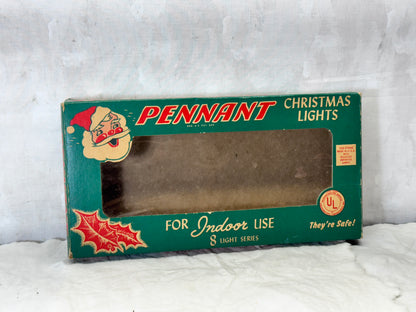 PENNANT
CHRISTMAS
LIGHTS
UL
FOR Indoor USE
8 LIGHT SERIES
They're Safe!